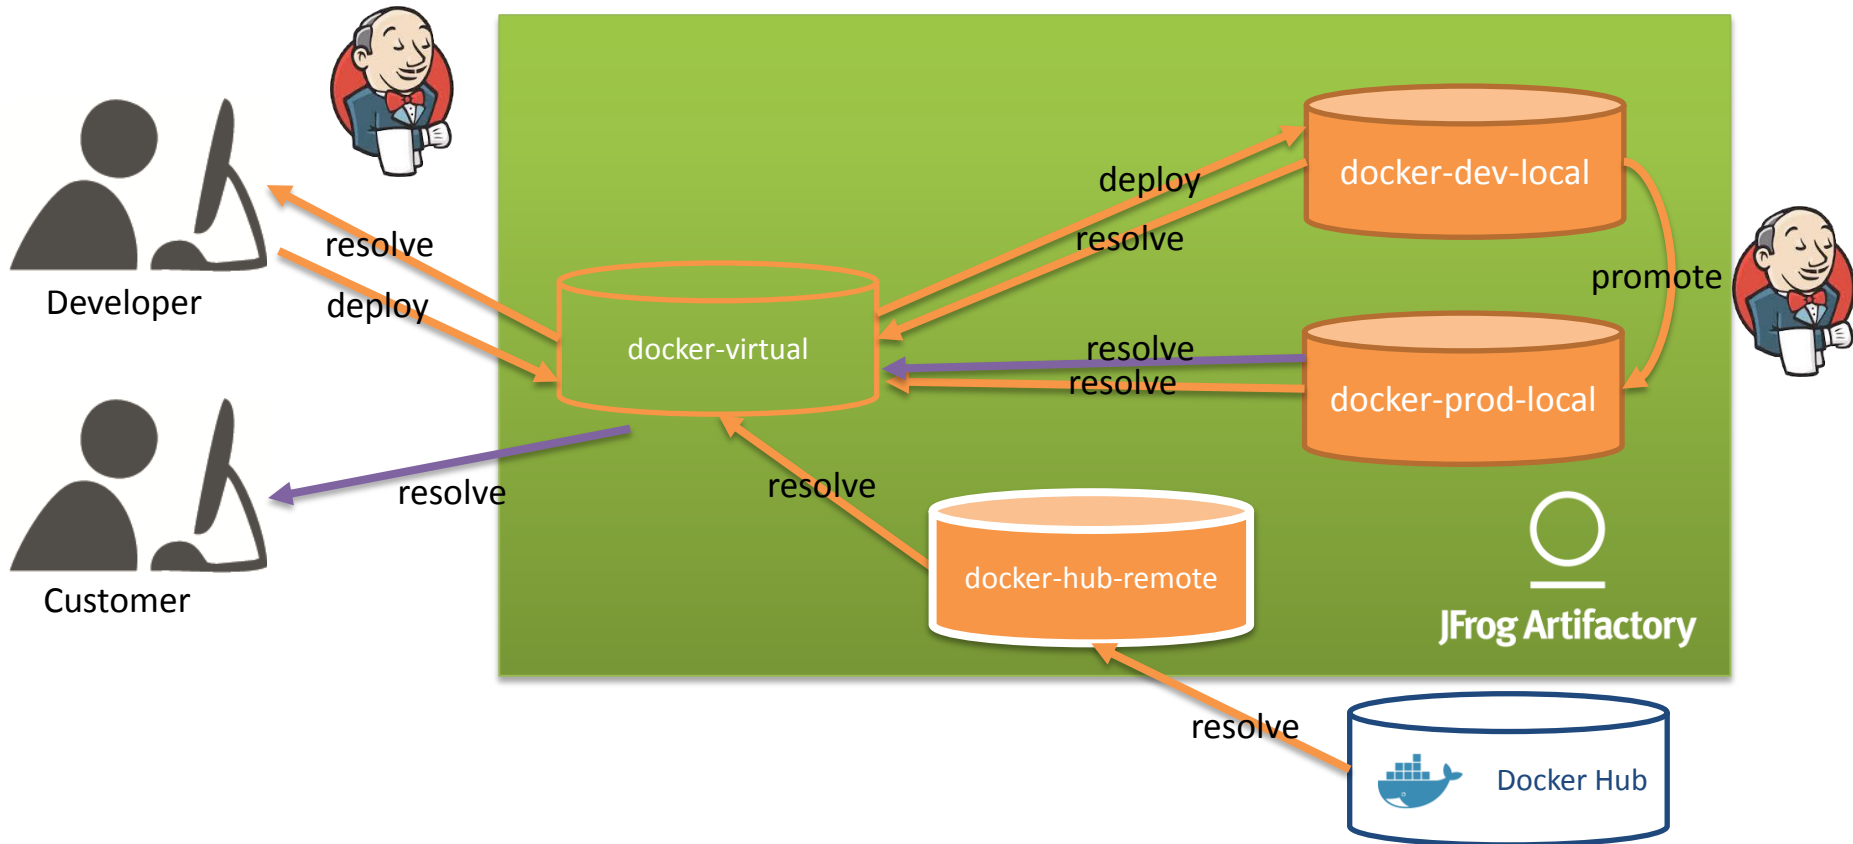 deploy
docker-dev-local
resolve
resolve
promote
Developer
deploy
docker-virtual
resolve
resolve
docker-prod-local
resolve
resolve
docker-hub-remote
Customer
JFrog Artifactory
resolve
Docker Hub